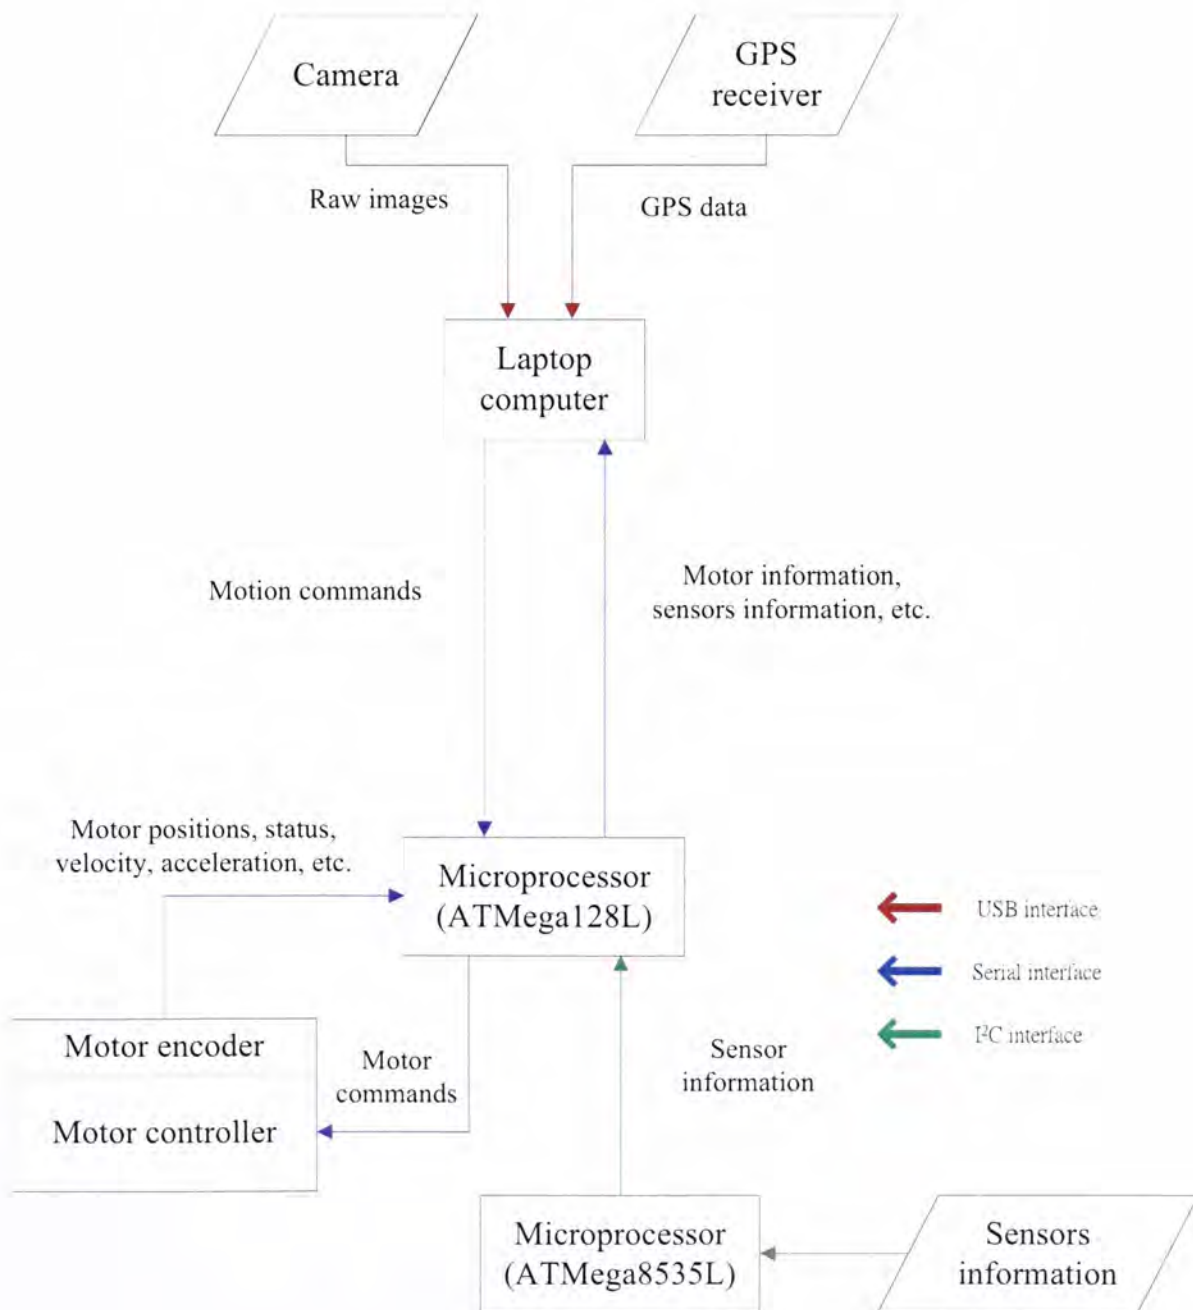 Camera
GPS
receiver
Raw images
GPS data
Laptop
computer
Motion commands
Motor information,
sensors information, etc.
Motor positions, status,
velocity, acceleration, etc.
Microprocessor
(ATMega128L)
USB interface
Serial interface
I²C interface
Motor encoder
Motor controller
Motor
commands
Sensor
information
Microprocessor
(ATMega8535L)
Sensors
information